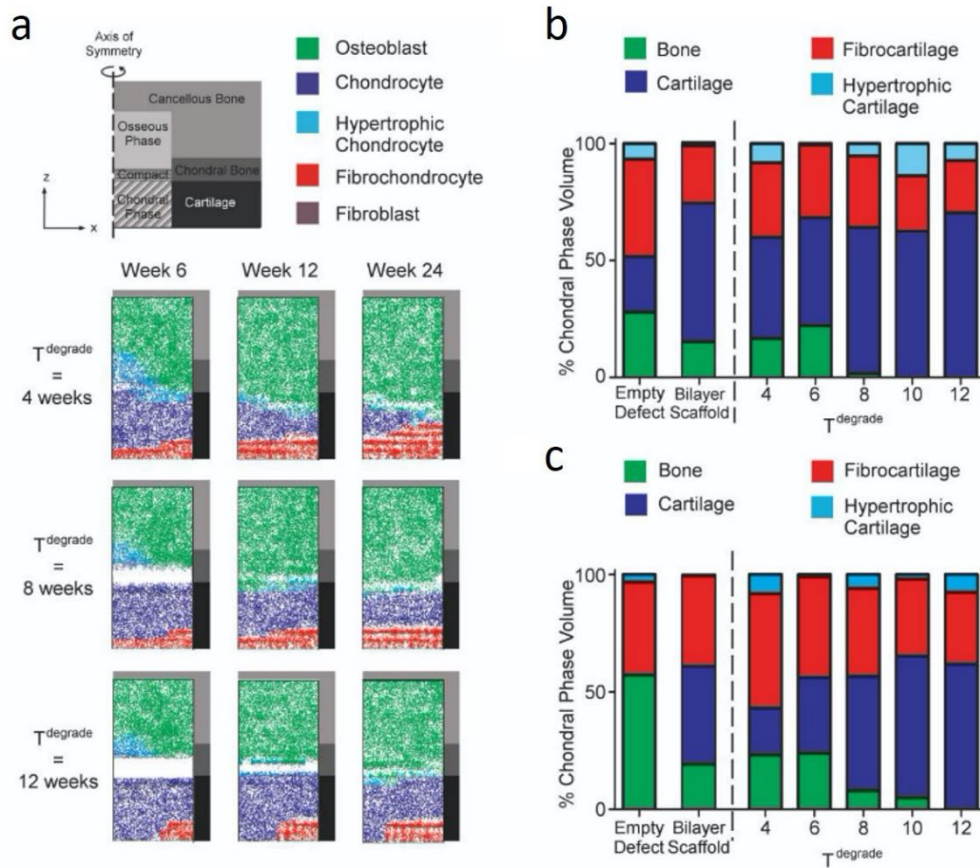 a
Axis of
Symmetry
Cancellous Bone
Osseous
Phase
Compact
Chondral Bone
Chondral
Phase
Cartilage
z
x
Osteoblast
Chondrocyte
Hypertrophic
Chondrocyte
Fibrochondrocyte
Fibroblast
Week 6 Week 12 Week 24
T^degrade
=
4 weeks
T^degrade
=
8 weeks
T^degrade
=
12 weeks
b
Bone
Cartilage
Fibrocartilage
Hypertrophic
Cartilage
% Chondral Phase Volume
100
50
0
Empty
Defect
Bilayer
Scaffold
4 6 8 10 12
T^degrade
c
Bone
Cartilage
Fibrocartilage
Hypertrophic
Cartilage
% Chondral Phase Volume
100
50
0
Empty
Defect
Bilayer
Scaffold
4 6 8 10 12
T^degrade